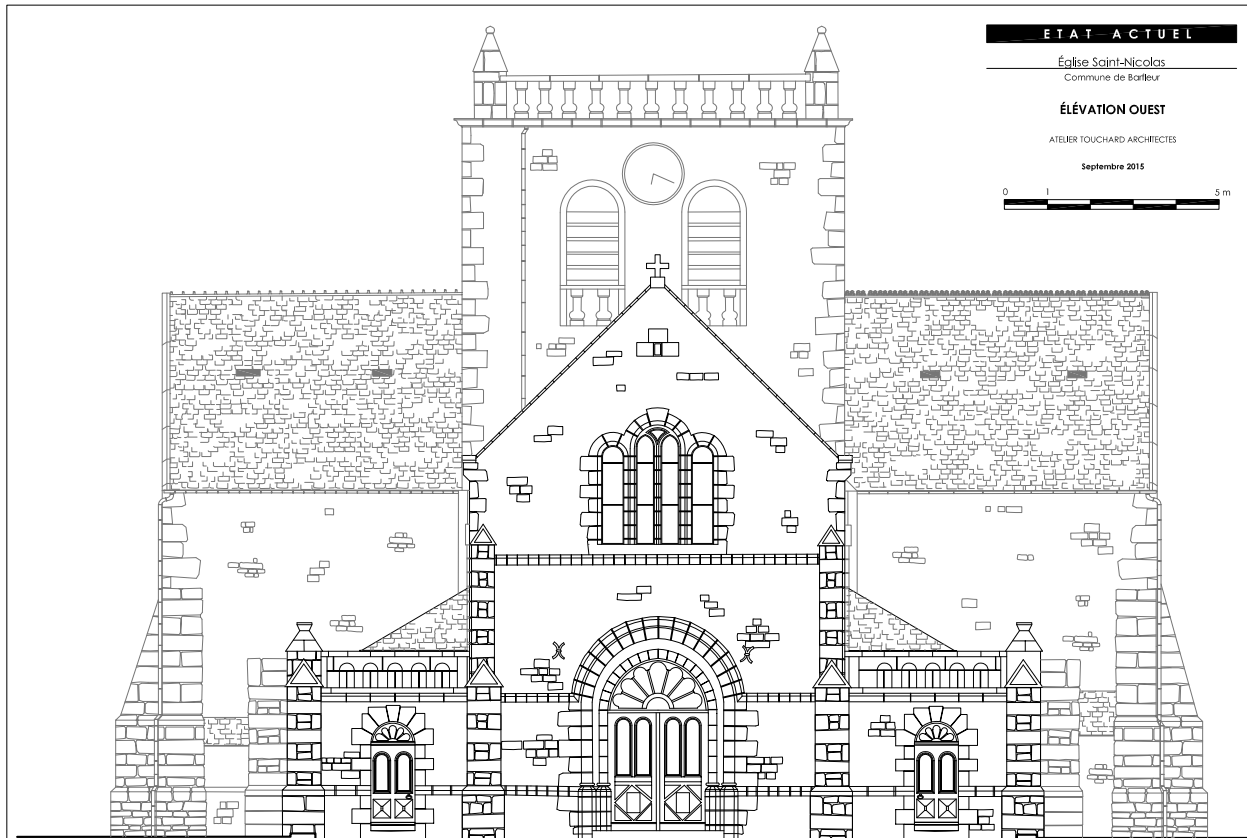 ETAT ACTUEL
Église Saint-Nicolas
Commune de Barfleur
ÉLÉVATION OUEST
ATELIER TOUCHARD ARCHITECTES
Septembre 2015
0 1 5 m